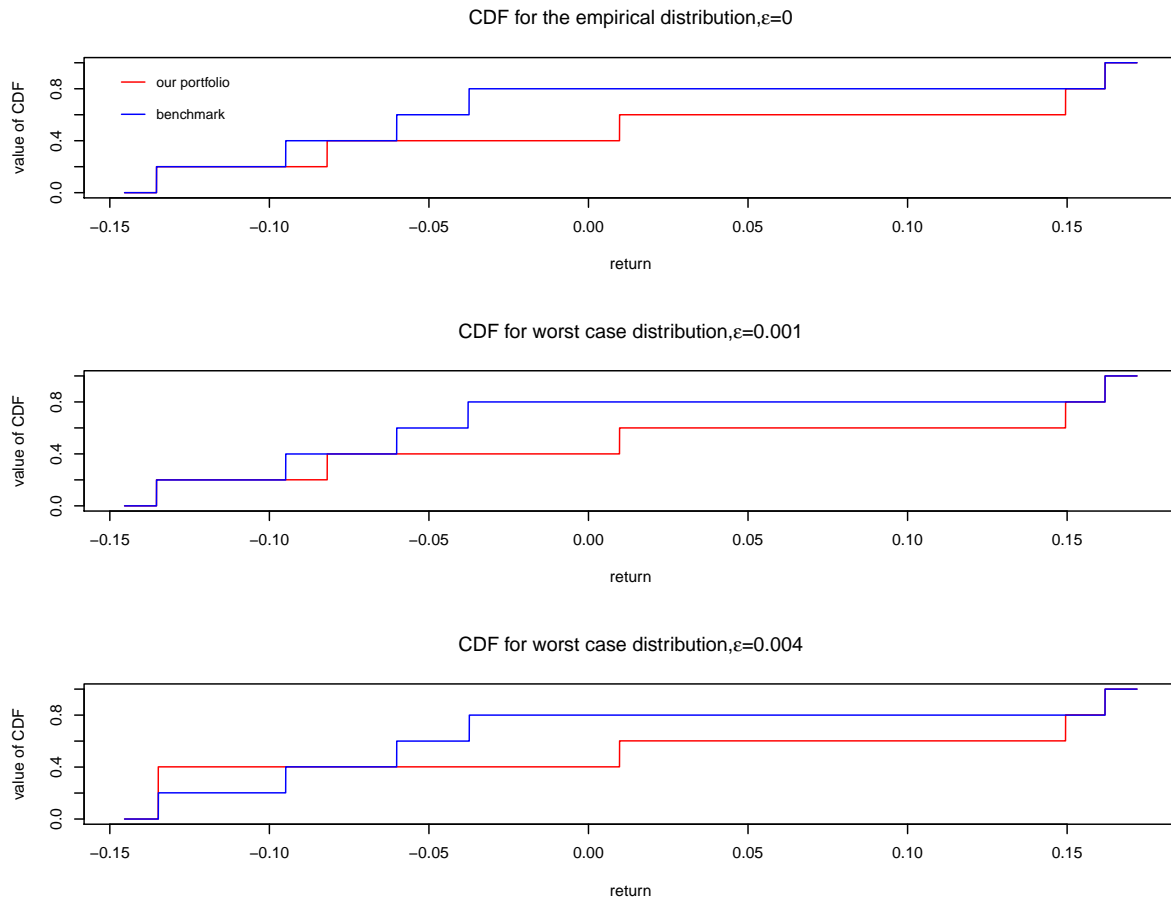 CDF for the empirical distribution,ε=0
value of CDF
0.0 0.4 0.8
our portfolio
benchmark
−0.15 −0.10 −0.05 0.00 0.05 0.10 0.15
return
CDF for worst case distribution,ε=0.001
value of CDF
0.0 0.4 0.8
−0.15 −0.10 −0.05 0.00 0.05 0.10 0.15
return
CDF for worst case distribution,ε=0.004
value of CDF
0.0 0.4 0.8
−0.15 −0.10 −0.05 0.00 0.05 0.10 0.15
return